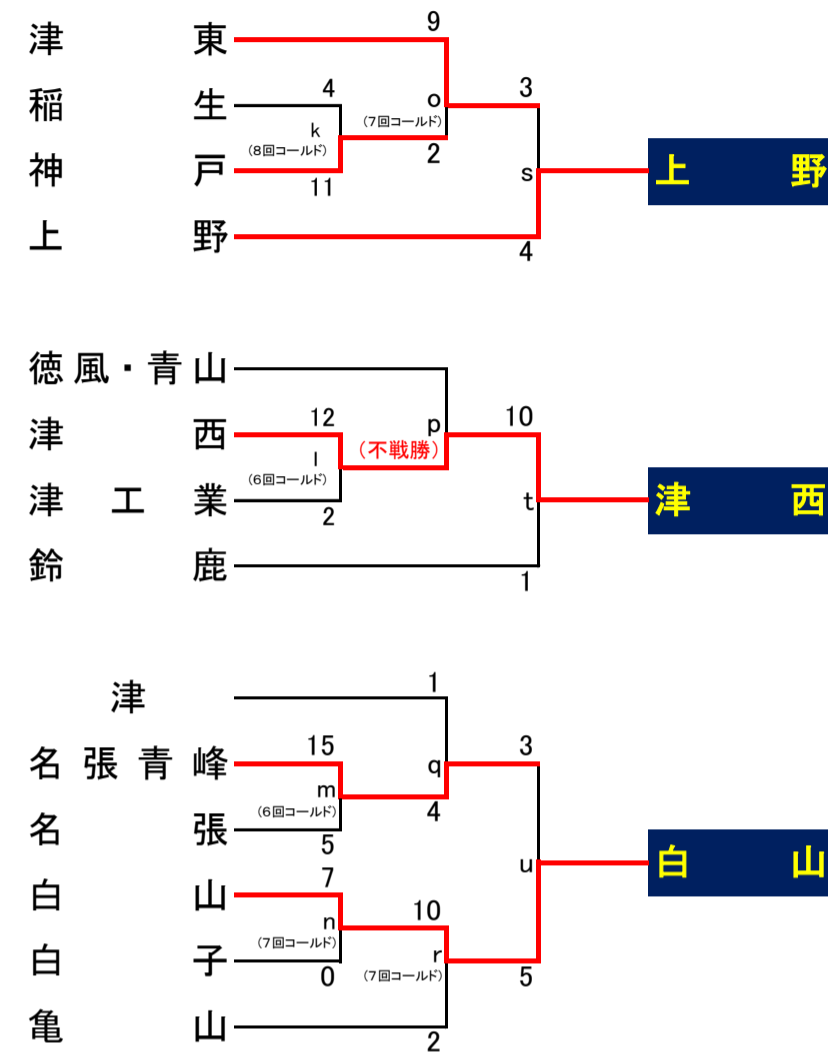 9
津東
4
3
稲生
o
k
(7回コールド)
(8回コールド)
2
神戸
s
上野
11
上野
4
徳風・青山
12
p
10
津西
(不戦勝)
l
(6回コールド)
津工業
t
津西
2
鈴鹿
1
津
1
15
3
名張青峰
q
m
(6回コールド)
4
名張
5
7
u
白山
白山
10
n
(7回コールド)
r
白子
0
(7回コールド)
5
亀山
2